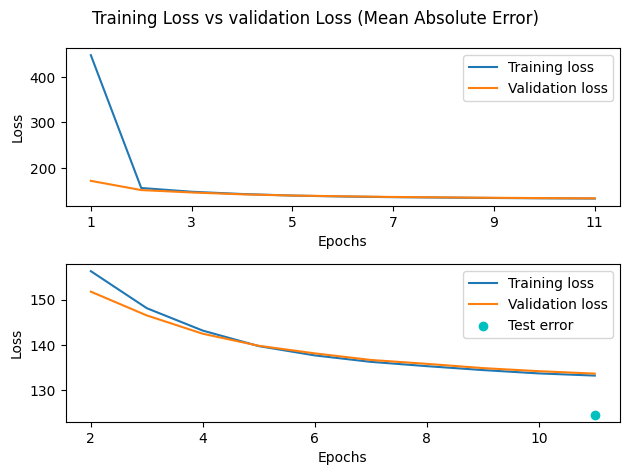 Training Loss vs validation Loss (Mean Absolute Error)
400
300
200
Loss
Training loss
Validation loss
1 3 5 7 9 11
Epochs
150
140
130
Loss
Training loss
Validation loss
Test error
2 4 6 8 10
Epochs